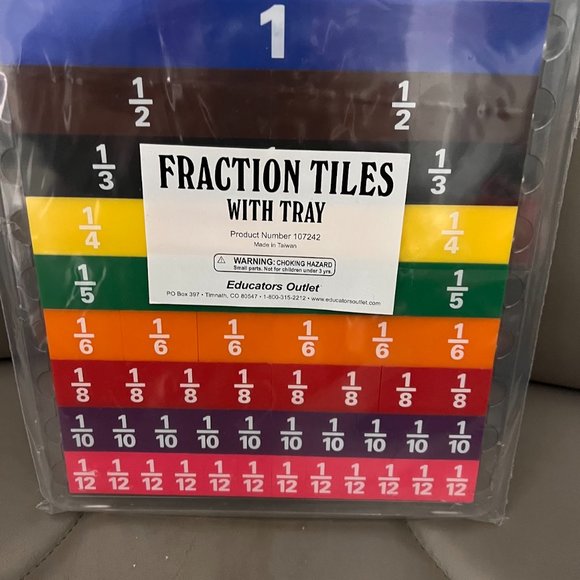 1
1/2 1/2
1/3 1/3
FRACTION TILES
WITH TRAY
1/4 1/4
Product Number 107242
Made in Taiwan
WARNING: CHOKING HAZARD
Small parts. Not for children under 3 yrs.
1/5 1/5
Educators Outlet
PO Box 397 • Timnath, CO 80547 • 1-800-315-2212 • www.educatorsoutlet.com
1/6 1/6 1/6 1/6 1/6 1/6
1/8 1/8 1/8 1/8 1/8 1/8 1/8 1/8
1/10 1/10 1/10 1/10 1/10 1/10 1/10 1/10 1/10 1/10
1/12 1/12 1/12 1/12 1/12 1/12 1/12 1/12 1/12 1/12 1/12 1/12